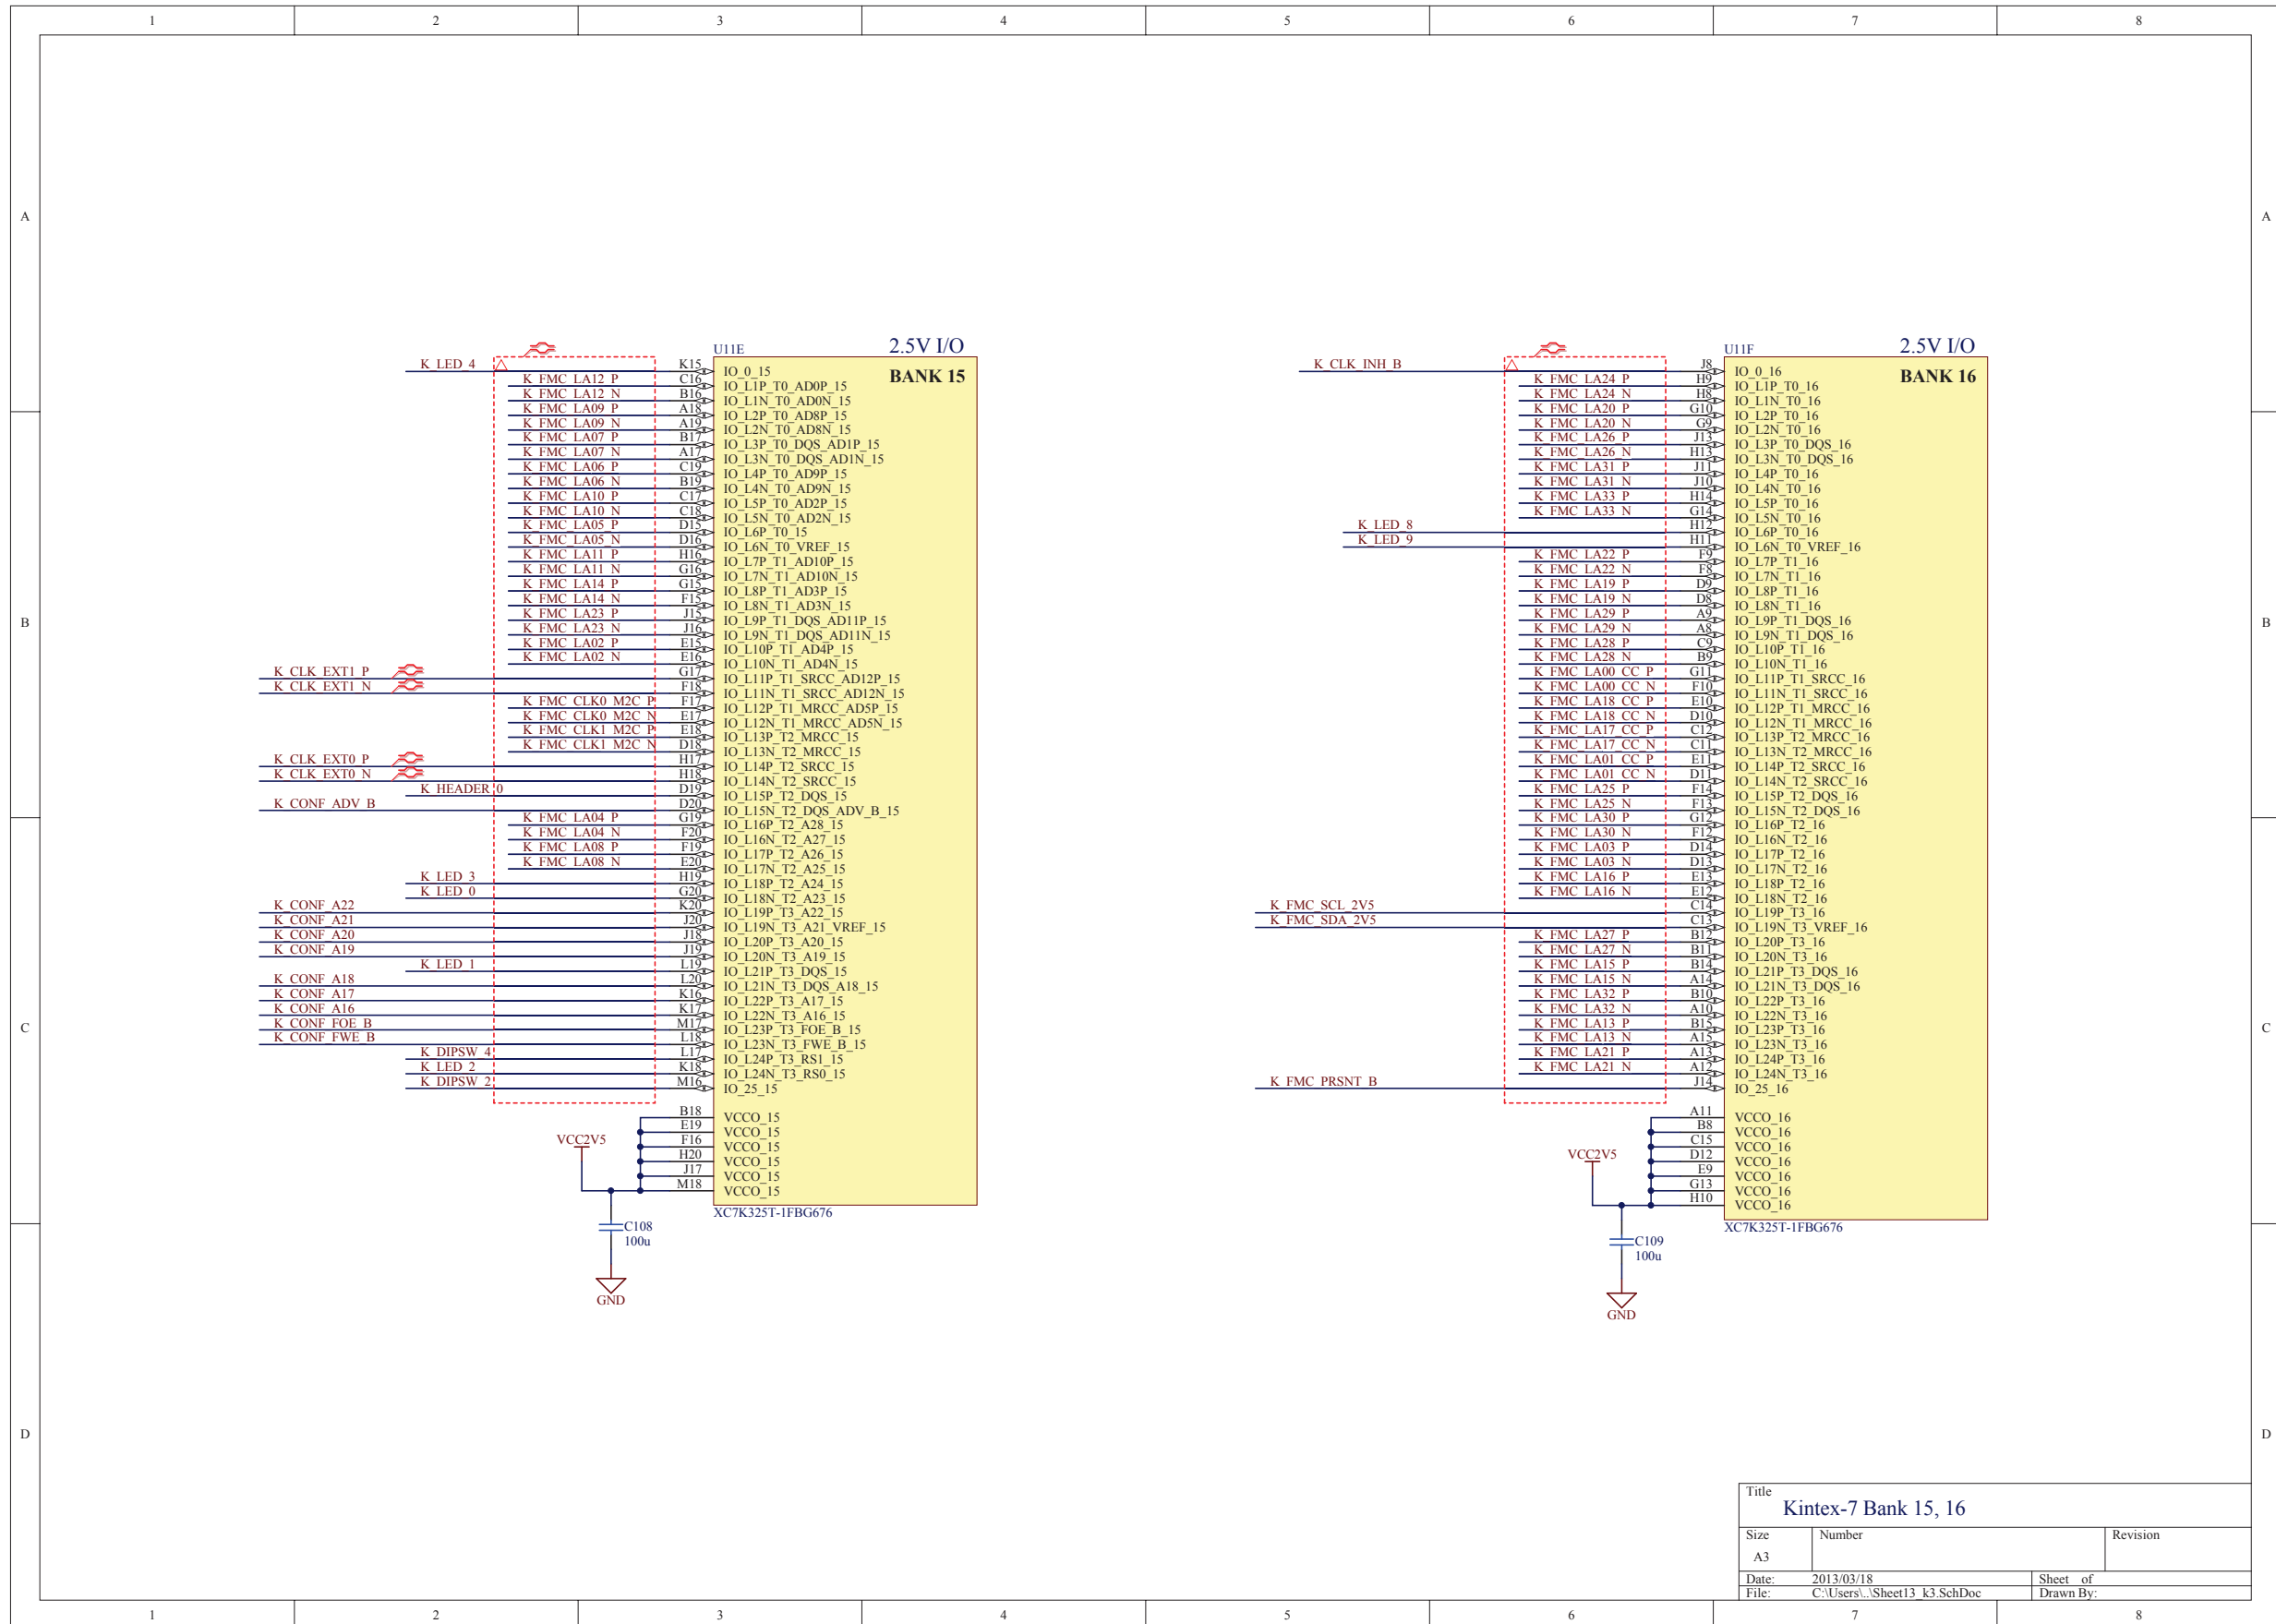 1 2 3 4 5 6 7 8
A A
B B
C C
D D
U11E
2.5V I/O
BANK 15
K_LED_4 K15 IO_0_15
K_FMC_LA12_P C16 IO_L1P_T0_AD0P_15
K_FMC_LA12_N B16 IO_L1N_T0_AD0N_15
K_FMC_LA09_P A18 IO_L2P_T0_AD8P_15
K_FMC_LA09_N A19 IO_L2N_T0_AD8N_15
K_FMC_LA07_P B17 IO_L3P_T0_DQS_AD1P_15
K_FMC_LA07_N A17 IO_L3N_T0_DQS_AD1N_15
K_FMC_LA06_P C19 IO_L4P_T0_AD9P_15
K_FMC_LA06_N B19 IO_L4N_T0_AD9N_15
K_FMC_LA10_P C17 IO_L5P_T0_AD2P_15
K_FMC_LA10_N C18 IO_L5N_T0_AD2N_15
K_FMC_LA05_P D15 IO_L6P_T0_15
K_FMC_LA05_N D16 IO_L6N_T0_VREF_15
K_FMC_LA11_P H16 IO_L7P_T1_AD10P_15
K_FMC_LA11_N G16 IO_L7N_T1_AD10N_15
K_FMC_LA14_P G15 IO_L8P_T1_AD3P_15
K_FMC_LA14_N F15 IO_L8N_T1_AD3N_15
K_FMC_LA23_P J15 IO_L9P_T1_DQS_AD11P_15
K_FMC_LA23_N J16 IO_L9N_T1_DQS_AD11N_15
K_FMC_LA02_P E15 IO_L10P_T1_AD4P_15
K_FMC_LA02_N E16 IO_L10N_T1_AD4N_15
K_CLK_EXT1_P G17 IO_L11P_T1_SRCC_AD12P_15
K_CLK_EXT1_N F18 IO_L11N_T1_SRCC_AD12N_15
K_FMC_CLK0_M2C_P F17 IO_L12P_T1_MRCC_AD5P_15
K_FMC_CLK0_M2C_N E17 IO_L12N_T1_MRCC_AD5N_15
K_FMC_CLK1_M2C_P E18 IO_L13P_T2_MRCC_15
K_FMC_CLK1_M2C_N D18 IO_L13N_T2_MRCC_15
K_CLK_EXT0_P H17 IO_L14P_T2_SRCC_15
K_CLK_EXT0_N H18 IO_L14N_T2_SRCC_15
K_HEADER_0 D19 IO_L15P_T2_DQS_15
K_CONF_ADV_B D20 IO_L15N_T2_DQS_ADV_B_15
K_FMC_LA04_P G19 IO_L16P_T2_A28_15
K_FMC_LA04_N F20 IO_L16N_T2_A27_15
K_FMC_LA08_P F19 IO_L17P_T2_A26_15
K_FMC_LA08_N E20 IO_L17N_T2_A25_15
K_LED_3 H19 IO_L18P_T2_A24_15
K_LED_0 G20 IO_L18N_T2_A23_15
K_CONF_A22 K20 IO_L19P_T3_A22_15
K_CONF_A21 J20 IO_L19N_T3_A21_VREF_15
K_CONF_A20 J18 IO_L20P_T3_A20_15
K_CONF_A19 J19 IO_L20N_T3_A19_15
K_LED_1 L19 IO_L21P_T3_DQS_15
K_CONF_A18 L20 IO_L21N_T3_DQS_A18_15
K_CONF_A17 K16 IO_L22P_T3_A17_15
K_CONF_A16 K17 IO_L22N_T3_A16_15
K_CONF_FOE_B M17 IO_L23P_T3_FOE_B_15
K_CONF_FWE_B L18 IO_L23N_T3_FWE_B_15
K_DIPSW_4 L17 IO_L24P_T3_RS1_15
K_LED_2 K18 IO_L24N_T3_RS0_15
K_DIPSW_2 M16 IO_25_15
B18 VCCO_15
E19 VCCO_15
F16 VCCO_15
H20 VCCO_15
J17 VCCO_15
M18 VCCO_15
VCC2V5
XC7K325T-1FBG676
C108
100u
GND
U11F
2.5V I/O
BANK 16
K_CLK_INH_B J8 IO_0_16
K_FMC_LA24_P H9 IO_L1P_T0_16
K_FMC_LA24_N H8 IO_L1N_T0_16
K_FMC_LA20_P G10 IO_L2P_T0_16
K_FMC_LA20_N G9 IO_L2N_T0_16
K_FMC_LA26_P J13 IO_L3P_T0_DQS_16
K_FMC_LA26_N H13 IO_L3N_T0_DQS_16
K_FMC_LA31_P J11 IO_L4P_T0_16
K_FMC_LA31_N J10 IO_L4N_T0_16
K_FMC_LA33_P H14 IO_L5P_T0_16
K_FMC_LA33_N G14 IO_L5N_T0_16
K_LED_8 H12 IO_L6P_T0_16
K_LED_9 H11 IO_L6N_T0_VREF_16
K_FMC_LA22_P F9 IO_L7P_T1_16
K_FMC_LA22_N F8 IO_L7N_T1_16
K_FMC_LA19_P D9 IO_L8P_T1_16
K_FMC_LA19_N D8 IO_L8N_T1_16
K_FMC_LA29_P A9 IO_L9P_T1_DQS_16
K_FMC_LA29_N A8 IO_L9N_T1_DQS_16
K_FMC_LA28_P C9 IO_L10P_T1_16
K_FMC_LA28_N B9 IO_L10N_T1_16
K_FMC_LA00_CC_P G11 IO_L11P_T1_SRCC_16
K_FMC_LA00_CC_N F10 IO_L11N_T1_SRCC_16
K_FMC_LA18_CC_P E10 IO_L12P_T1_MRCC_16
K_FMC_LA18_CC_N D10 IO_L12N_T1_MRCC_16
K_FMC_LA17_CC_P C12 IO_L13P_T2_MRCC_16
K_FMC_LA17_CC_N C11 IO_L13N_T2_MRCC_16
K_FMC_LA01_CC_P E11 IO_L14P_T2_SRCC_16
K_FMC_LA01_CC_N D11 IO_L14N_T2_SRCC_16
K_FMC_LA25_P F14 IO_L15P_T2_DQS_16
K_FMC_LA25_N F13 IO_L15N_T2_DQS_16
K_FMC_LA30_P G12 IO_L16P_T2_16
K_FMC_LA30_N F12 IO_L16N_T2_16
K_FMC_LA03_P D14 IO_L17P_T2_16
K_FMC_LA03_N D13 IO_L17N_T2_16
K_FMC_LA16_P E13 IO_L18P_T2_16
K_FMC_LA16_N E12 IO_L18N_T2_16
K_FMC_SCL_2V5 C14 IO_L19P_T3_16
K_FMC_SDA_2V5 C13 IO_L19N_T3_VREF_16
K_FMC_LA27_P B12 IO_L20P_T3_16
K_FMC_LA27_N B11 IO_L20N_T3_16
K_FMC_LA15_P B14 IO_L21P_T3_DQS_16
K_FMC_LA15_N A14 IO_L21N_T3_DQS_16
K_FMC_LA32_P B10 IO_L22P_T3_16
K_FMC_LA32_N A10 IO_L22N_T3_16
K_FMC_LA13_P B15 IO_L23P_T3_16
K_FMC_LA13_N A15 IO_L23N_T3_16
K_FMC_LA21_P A13 IO_L24P_T3_16
K_FMC_LA21_N A12 IO_L24N_T3_16
K_FMC_PRSNT_B J14 IO_25_16
A11 VCCO_16
B8 VCCO_16
C15 VCCO_16
D12 VCCO_16
E9 VCCO_16
G13 VCCO_16
H10 VCCO_16
VCC2V5
XC7K325T-1FBG676
C109
100u
GND
Title
Kintex-7 Bank 15, 16
Size Number Revision
A3
Date: 2013/03/18 Sheet of
File: C:\Users\..\Sheet13_k3.SchDoc Drawn By:
1 2 3 4 5 6 7 8